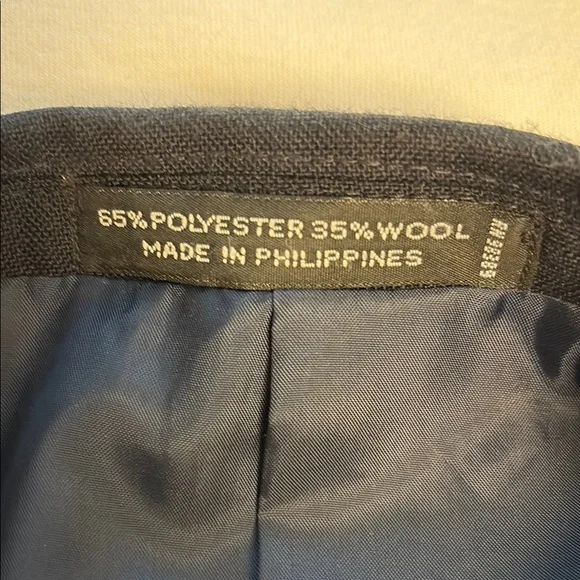 65% POLYESTER 35% WOOL
MADE IN PHILIPPINES